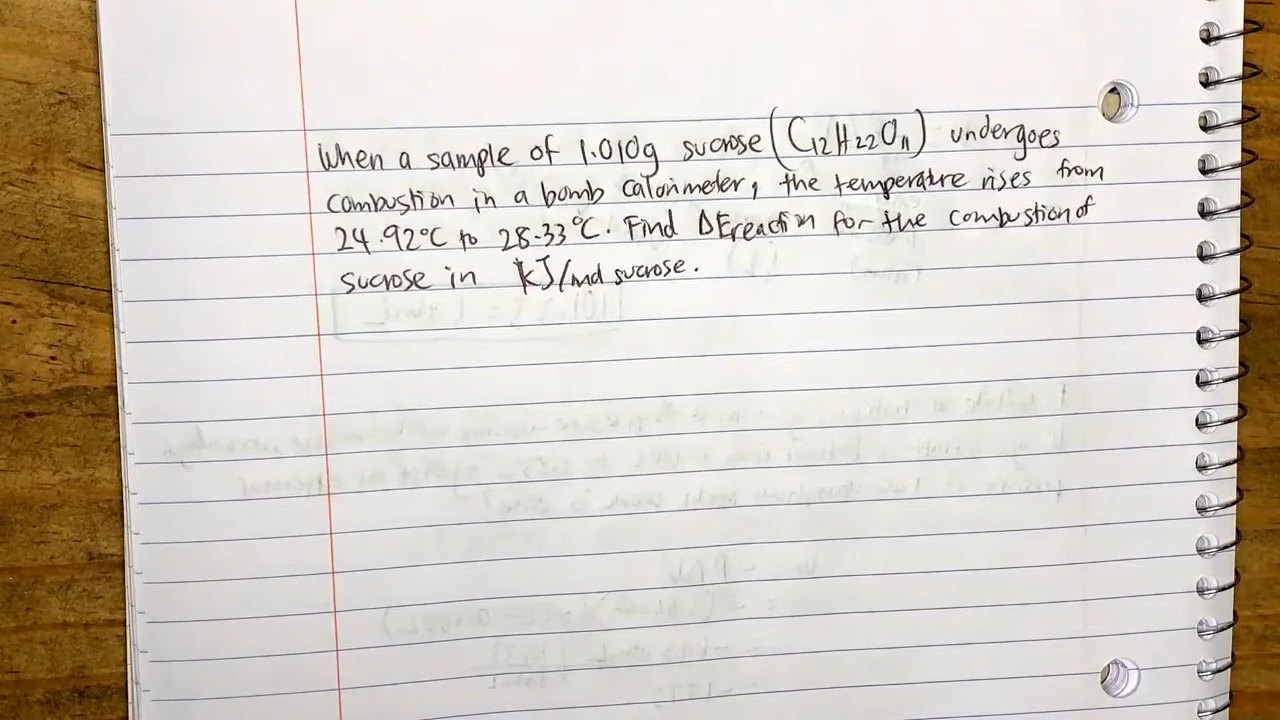 When a sample of 1.010g sucrose (C12H22O11) undergoes
combustion in a bomb calorimeter, the temperature rises from
24.92°C to 28.33°C. Find ΔEreaction for the combustion of
sucrose in kJ/mol sucrose.